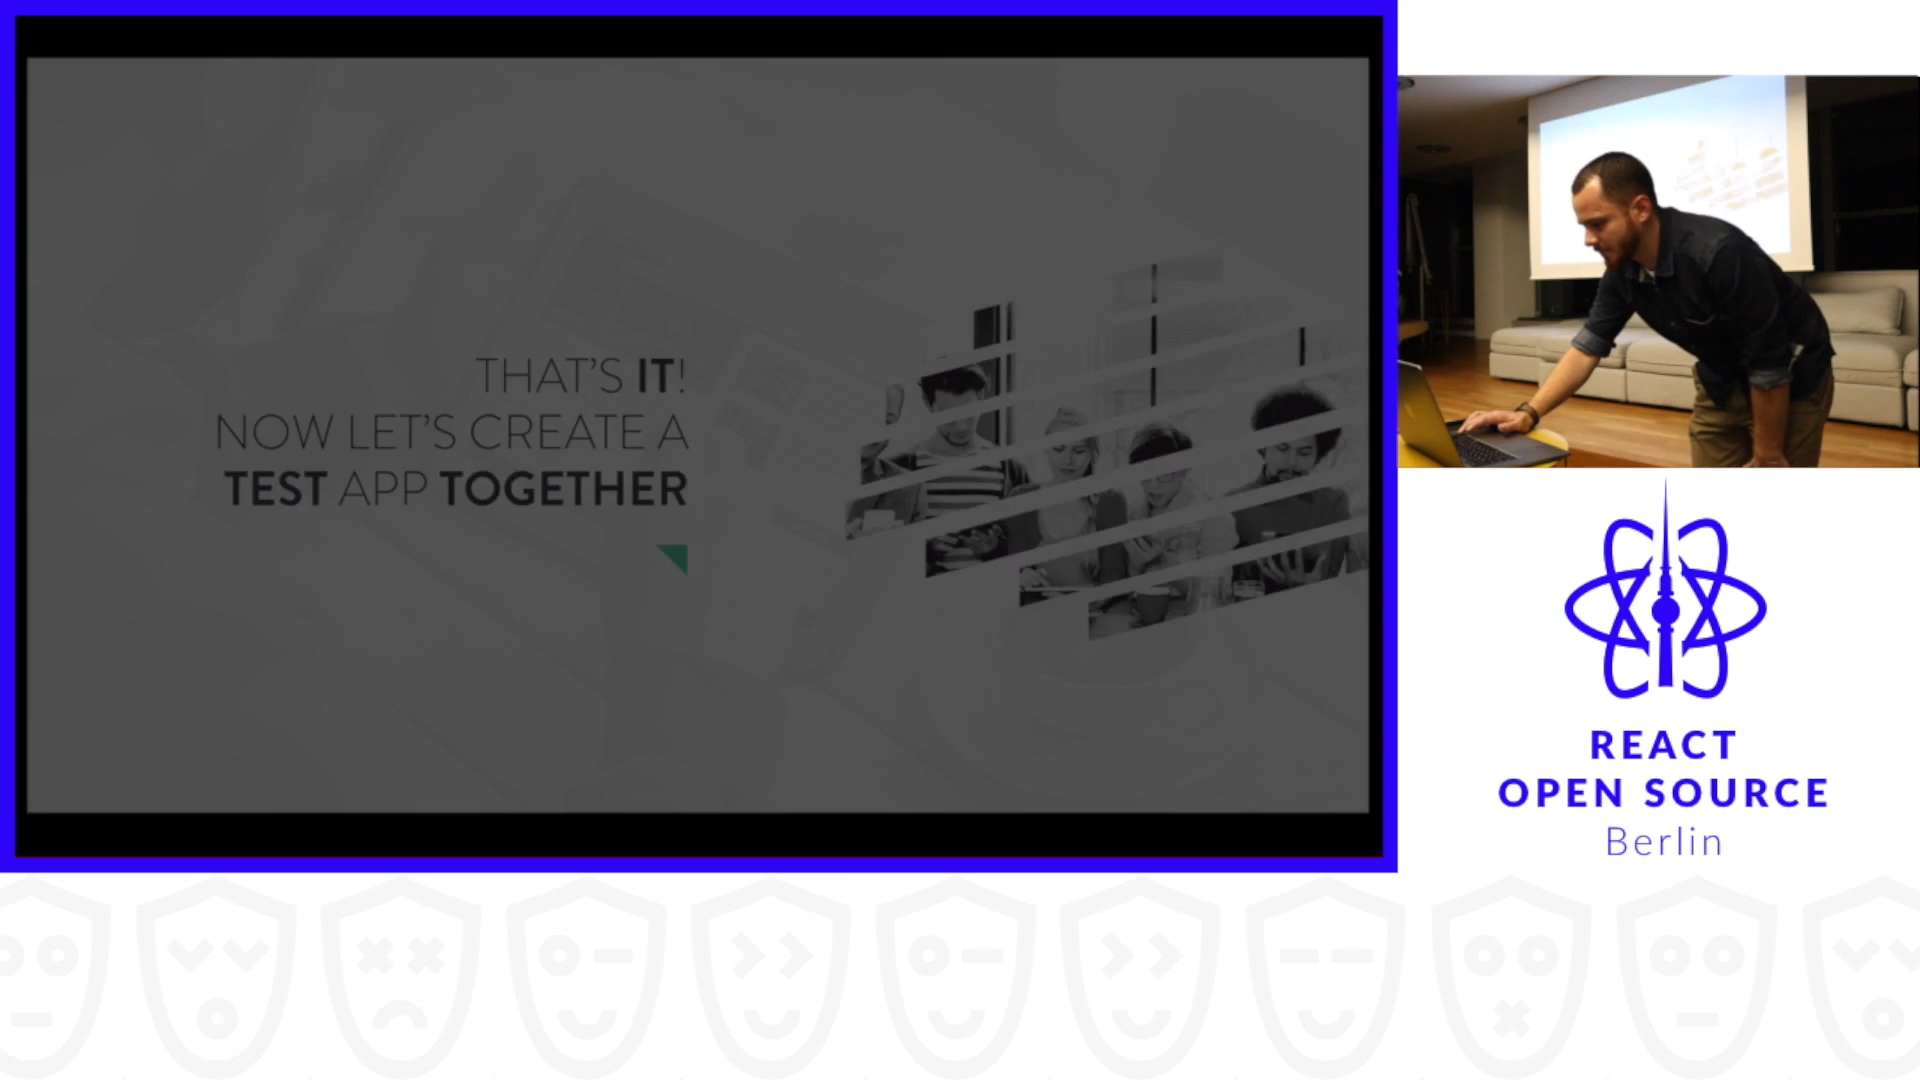 THAT'S IT!
NOW LET'S CREATE A
TEST APP TOGETHER
REACT
OPEN SOURCE
Berlin